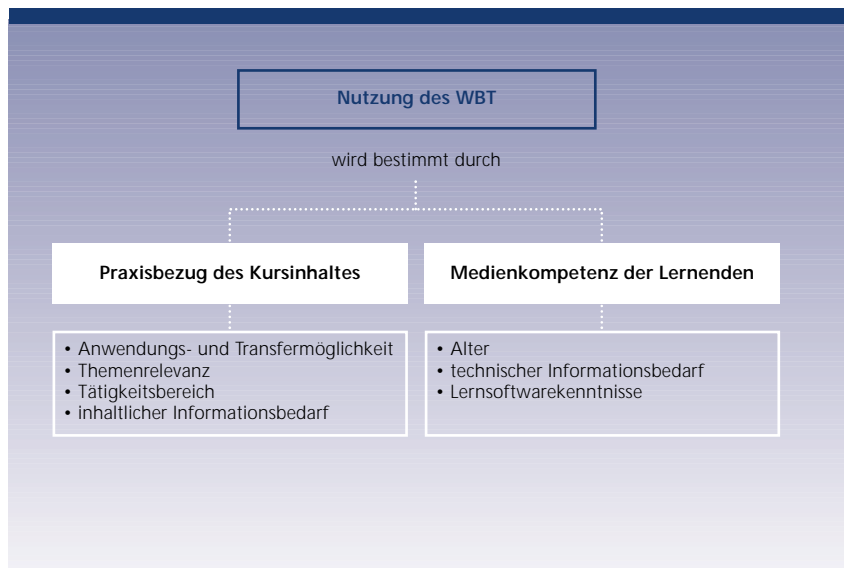 Nutzung des WBT
wird bestimmt durch
Praxisbezug des Kursinhaltes
• Anwendungs- und Transfermöglichkeit
• Themenrelevanz
• Tätigkeitsbereich
• inhaltlicher Informationsbedarf
Medienkompetenz der Lernenden
• Alter
• technischer Informationsbedarf
• Lernsoftwarekenntnisse